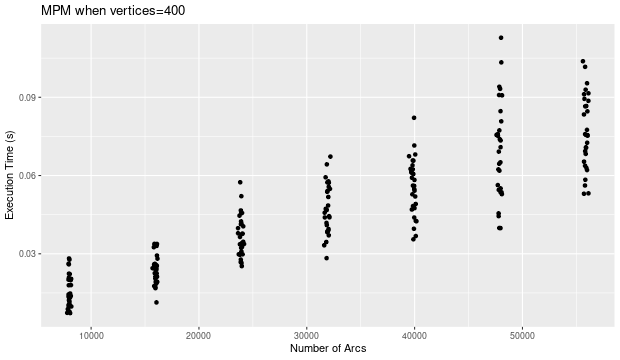 MPM when vertices=400
Execution Time (s)
0.09
0.06
0.03
10000 20000 30000 40000 50000
Number of Arcs